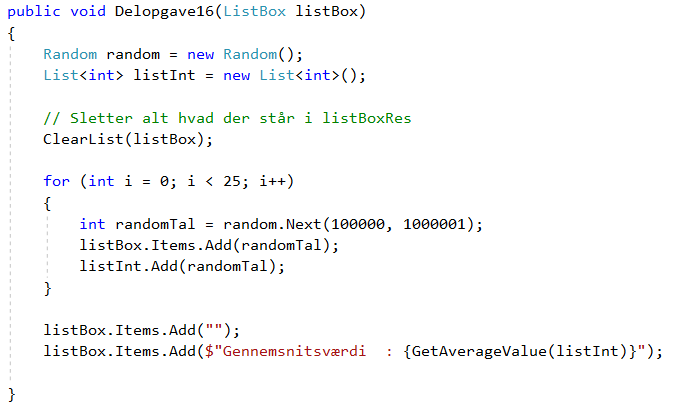 public void Delopgave16(ListBox listBox)
{
    Random random = new Random();
    List<int> listInt = new List<int>();

    // Sletter alt hvad der står i listBoxRes
    ClearList(listBox);

    for (int i = 0; i < 25; i++)
    {
        int randomTal = random.Next(100000, 1000001);
        listBox.Items.Add(randomTal);
        listInt.Add(randomTal);
    }

    listBox.Items.Add("");
    listBox.Items.Add($"Gennemsnitsværdi  : {GetAverageValue(listInt)}");

}